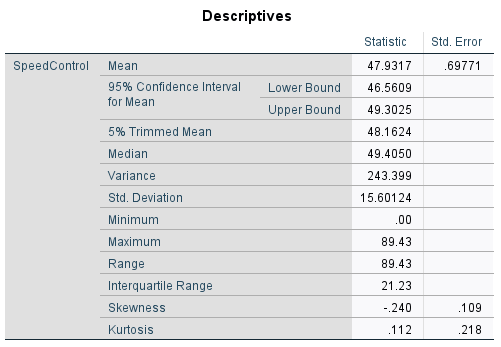 Descriptives
Statistic Std. Error
SpeedControl Mean 47.9317 .69771
95% Confidence Interval for Mean Lower Bound 46.5609
Upper Bound 49.3025
5% Trimmed Mean 48.1624
Median 49.4050
Variance 243.399
Std. Deviation 15.60124
Minimum .00
Maximum 89.43
Range 89.43
Interquartile Range 21.23
Skewness -.240 .109
Kurtosis .112 .218